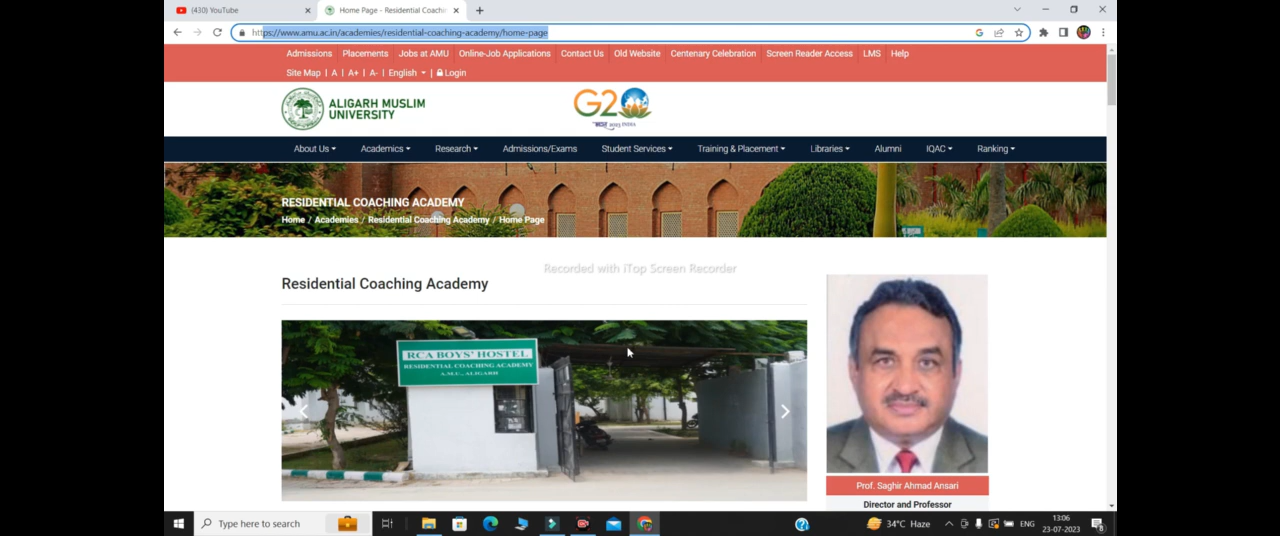 (430) YouTube
Home Page - Residential Coachin
https://www.amu.ac.in/academies/residential-coaching-academy/home-page
Admissions Placements Jobs at AMU Online-Job Applications Contact Us Old Website Centenary Celebration Screen Reader Access LMS Help
Site Map | A | A+ | A- | English | Login
ALIGARH MUSLIM
UNIVERSITY
G20
INDIA
About Us Academics Research Admissions/Exams Student Services Training & Placement Libraries Alumni IQAC Ranking
RESIDENTIAL COACHING ACADEMY
Home / Academies / Residential Coaching Academy / Home Page
Recorded with iTop Screen Recorder
Residential Coaching Academy
RCA BOYS' HOSTEL
RESIDENTIAL COACHING ACADEMY
A.M.U., ALIGARH
Prof. Saghir Ahmad Ansari
Director and Professor
Type here to search
34°C Haze
ENG
13:06
23-07-2023